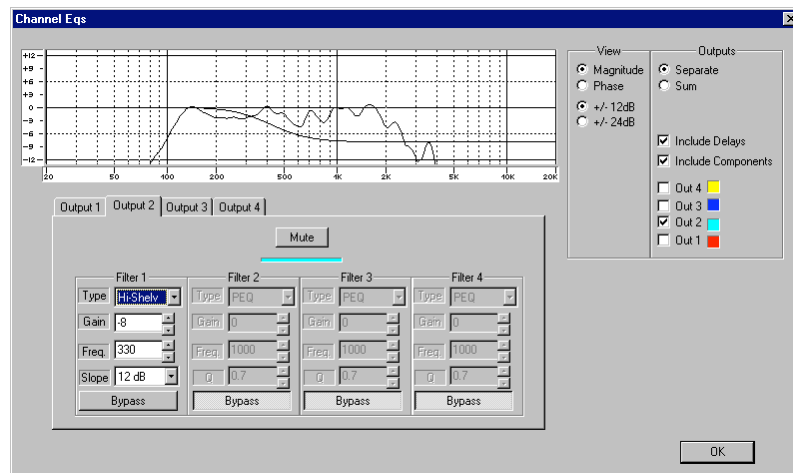 Channel Eqs
+12
+9
+6
+3
0
-3
-6
-9
-12
20 50 100 200 500 1K 2K 5K 10K 20K
View
Magnitude
Phase
+/- 12dB
+/- 24dB
Outputs
Separate
Sum
Include Delays
Include Components
Out 4
Out 3
Out 2
Out 1
Output 1 Output 2 Output 3 Output 4
Mute
Filter 1 Filter 2 Filter 3 Filter 4
Type Hi-Shelv Type PEQ Type PEQ Type PEQ
Gain -8 Gain 0 Gain 0 Gain 0
Freq. 330 Freq. 1000 Freq. 1000 Freq. 1000
Slope 12 dB Q 0.7 Q 0.7 Q 0.7
Bypass Bypass Bypass Bypass
OK